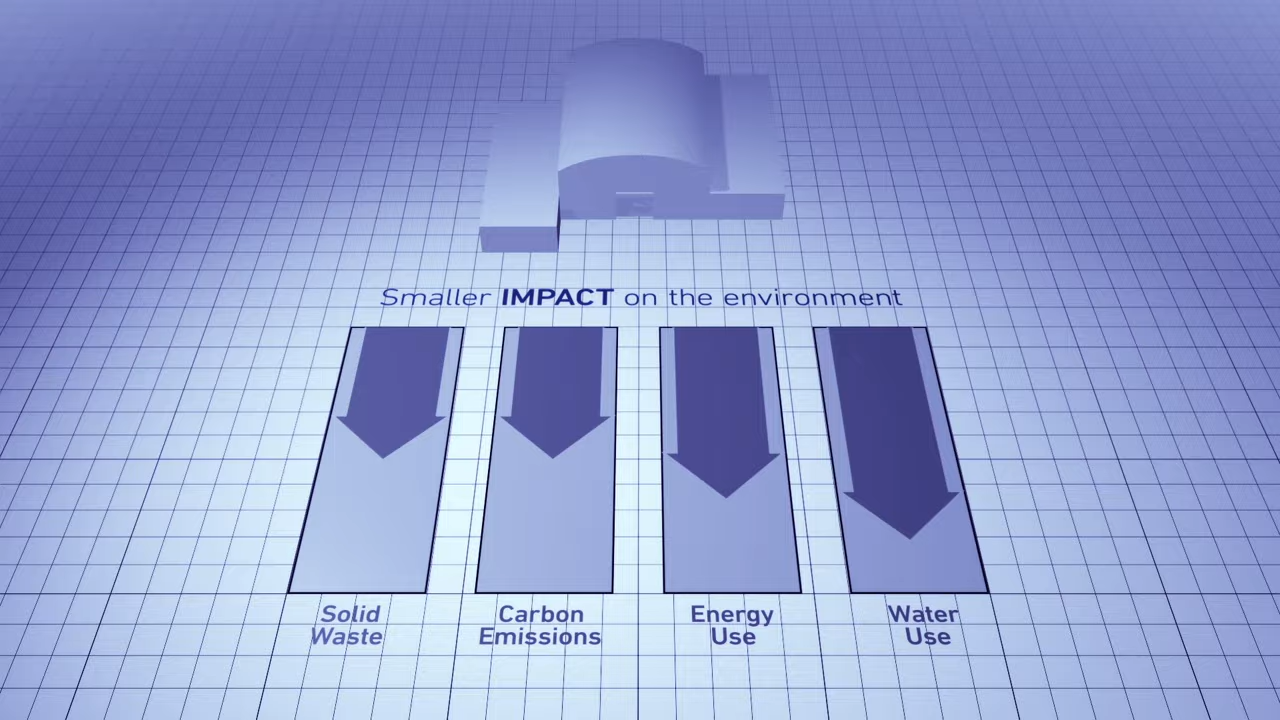 Smaller IMPACT on the environment
Solid
Waste
Carbon
Emissions
Energy
Use
Water
Use